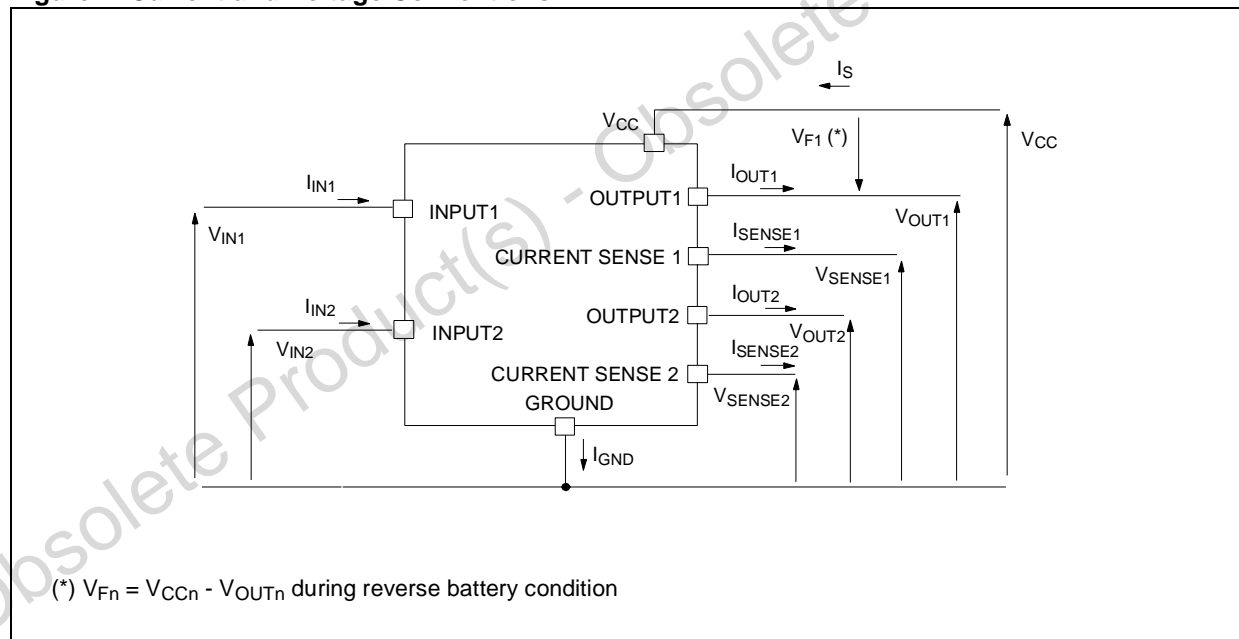 Obsolete Product(s) - Obsolete
IS
VCC
VF1 (*)
VCC
IIN1
IOUT1
OUTPUT1
INPUT1
VIN1
VOUT1
ISENSE1
CURRENT SENSE 1
VSENSE1
IIN2
IOUT2
OUTPUT2
INPUT2
VIN2
VOUT2
ISENSE2
CURRENT SENSE 2
VSENSE2
GROUND
IGND
(*) VFn = VCCn - VOUTn during reverse battery condition